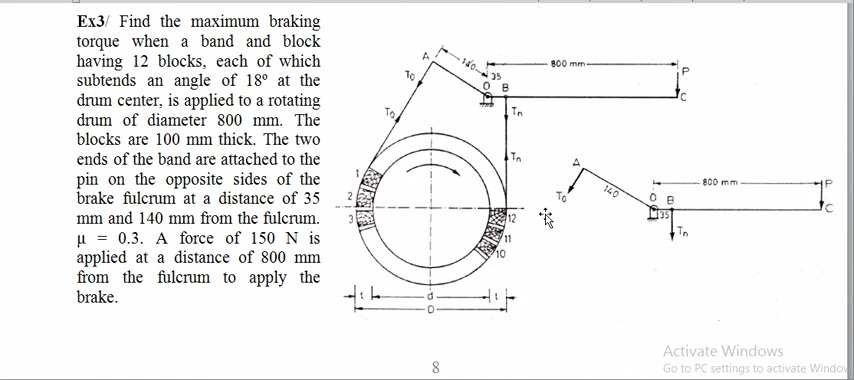 Ex3/ Find the maximum braking
torque when a band and block
having 12 blocks, each of which
subtends an angle of 18º at the
drum center, is applied to a rotating
drum of diameter 800 mm. The
blocks are 100 mm thick. The two
ends of the band are attached to the
pin on the opposite sides of the
brake fulcrum at a distance of 35
mm and 140 mm from the fulcrum.
μ = 0.3. A force of 150 N is
applied at a distance of 800 mm
from the fulcrum to apply the
brake.
A
140
800 mm
P
35
O B
C
To
To
Tn
Tn
1
2
3
12
11
10
t
d
t
D
A
140
800 mm
P
To
O B
35
C
Tn
8
Activate Windows
Go to PC settings to activate Window